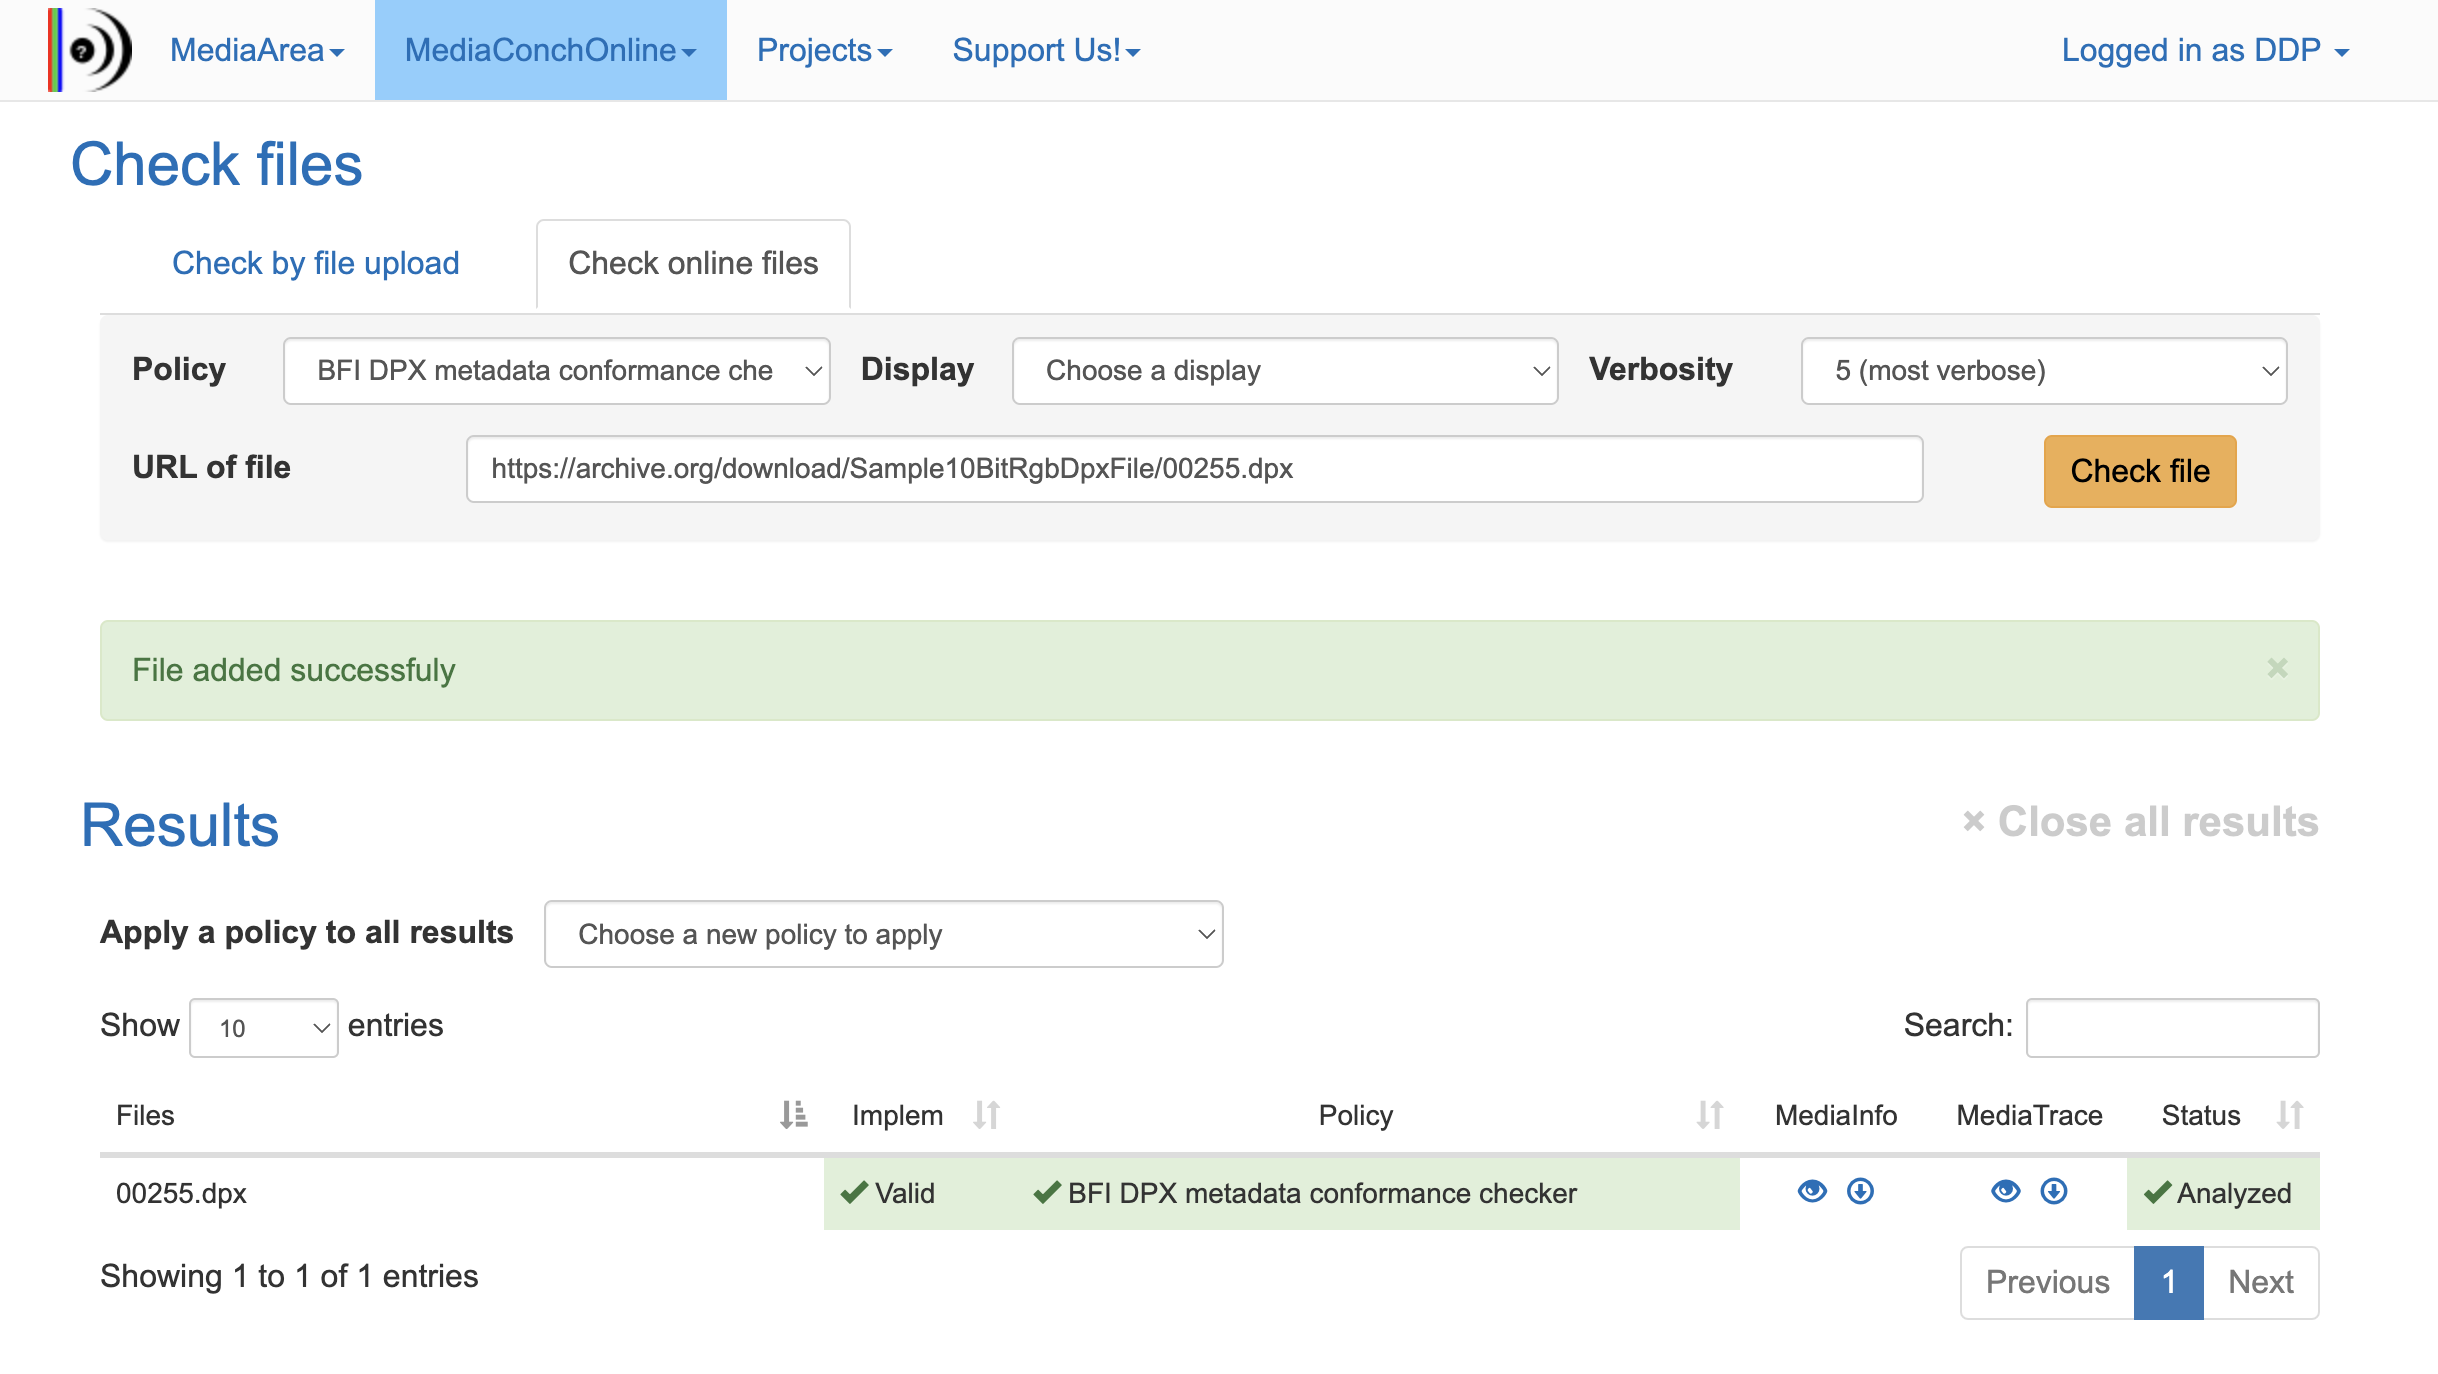 MediaArea MediaConchOnline Projects Support Us! Logged in as DDP
Check files
Check by file upload Check online files
Policy BFI DPX metadata conformance che Display Choose a display Verbosity 5 (most verbose)
URL of file https://archive.org/download/Sample10BitRgbDpxFile/00255.dpx Check file
File added successfuly ×
Results × Close all results
Apply a policy to all results Choose a new policy to apply
Show 10 entries Search:
Files Implem Policy MediaInfo MediaTrace Status
00255.dpx Valid BFI DPX metadata conformance checker Analyzed
Showing 1 to 1 of 1 entries Previous 1 Next